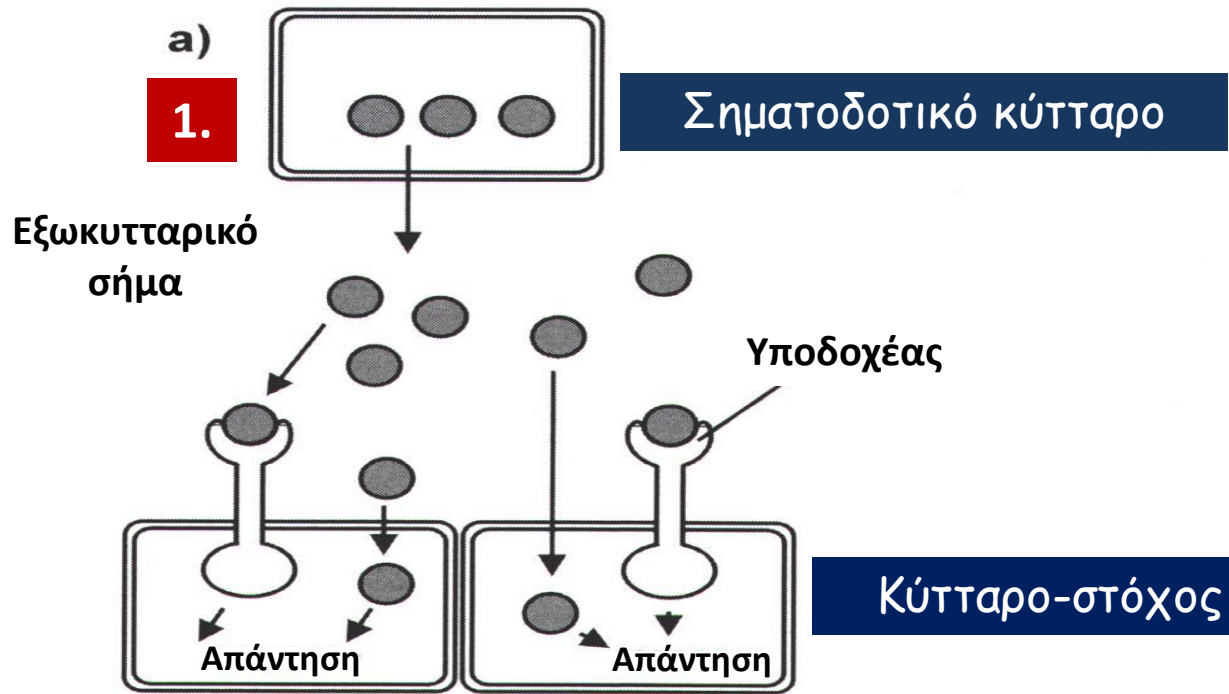 a)
1.
Σηματοδοτικό κύτταρο
Εξωκυτταρικό
σήμα
Υποδοχέας
Κύτταρο-στόχος
Απάντηση
Απάντηση